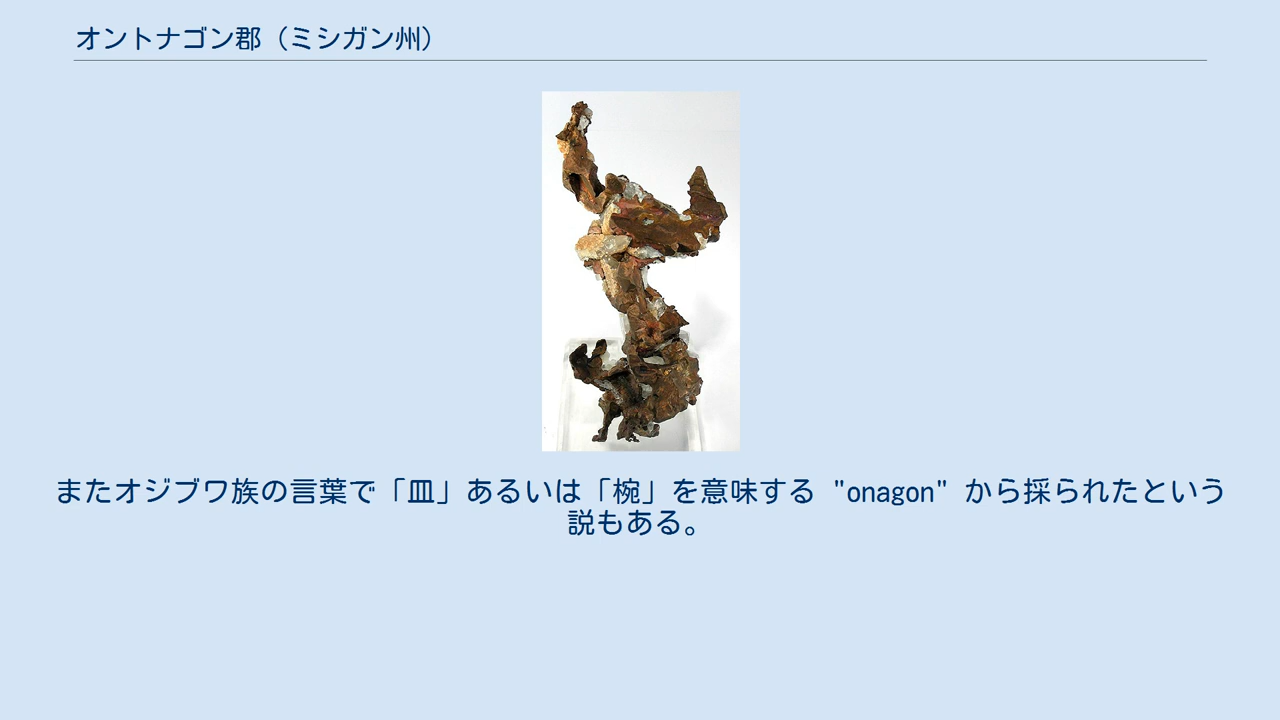 オントナゴン郡（ミシガン州）
またオジブワ族の言葉で「皿」あるいは「椀」を意味する "onagon" から採られたという
説もある。